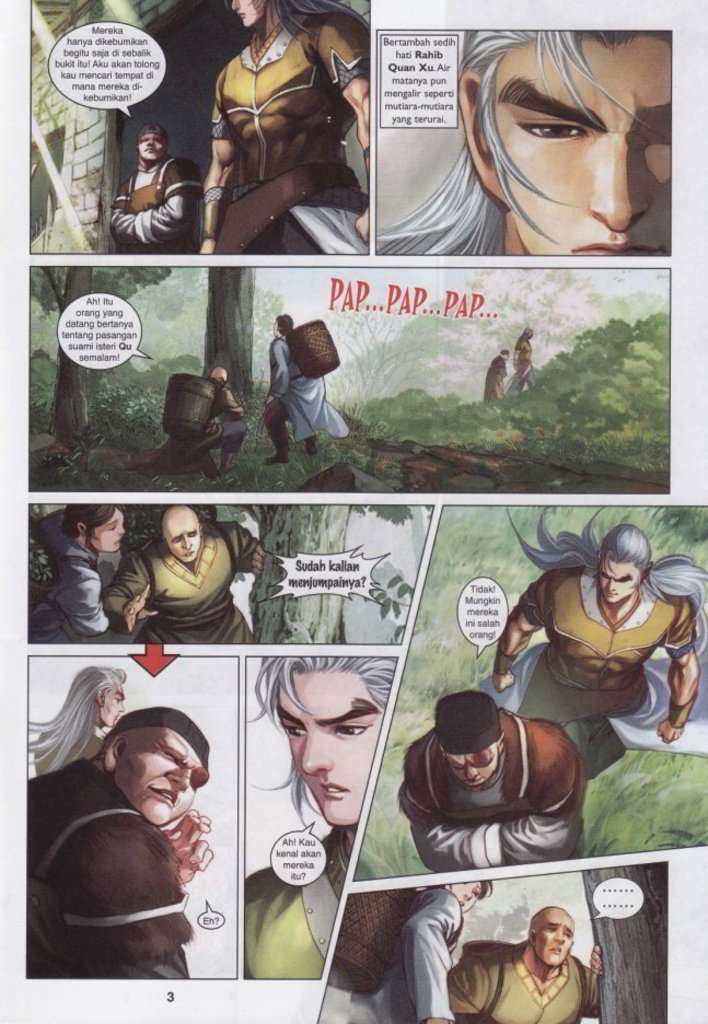 Mereka
hanya dikebumikan
begitu saja di sebalik
bukit itu! Aku akan tolong
kau mencari tempat di
mana mereka di-
kebumikan!
Bertambah sedih
hati Rahib
Quan Xu. Air
matanya pun
mengalir seperti
mutiara-mutiara
yang terurai.
Ah! Itu
orang yang
datang bertanya
tentang pasangan
suami isteri Qu
semalam!
PAP...PAP...PAP...
Sudah kalian
menjumpainya?
Tidak!
Mungkin
mereka
ini salah
orang!
Eh?
Ah! Kau
kenal akan
mereka
itu?
......
......
3